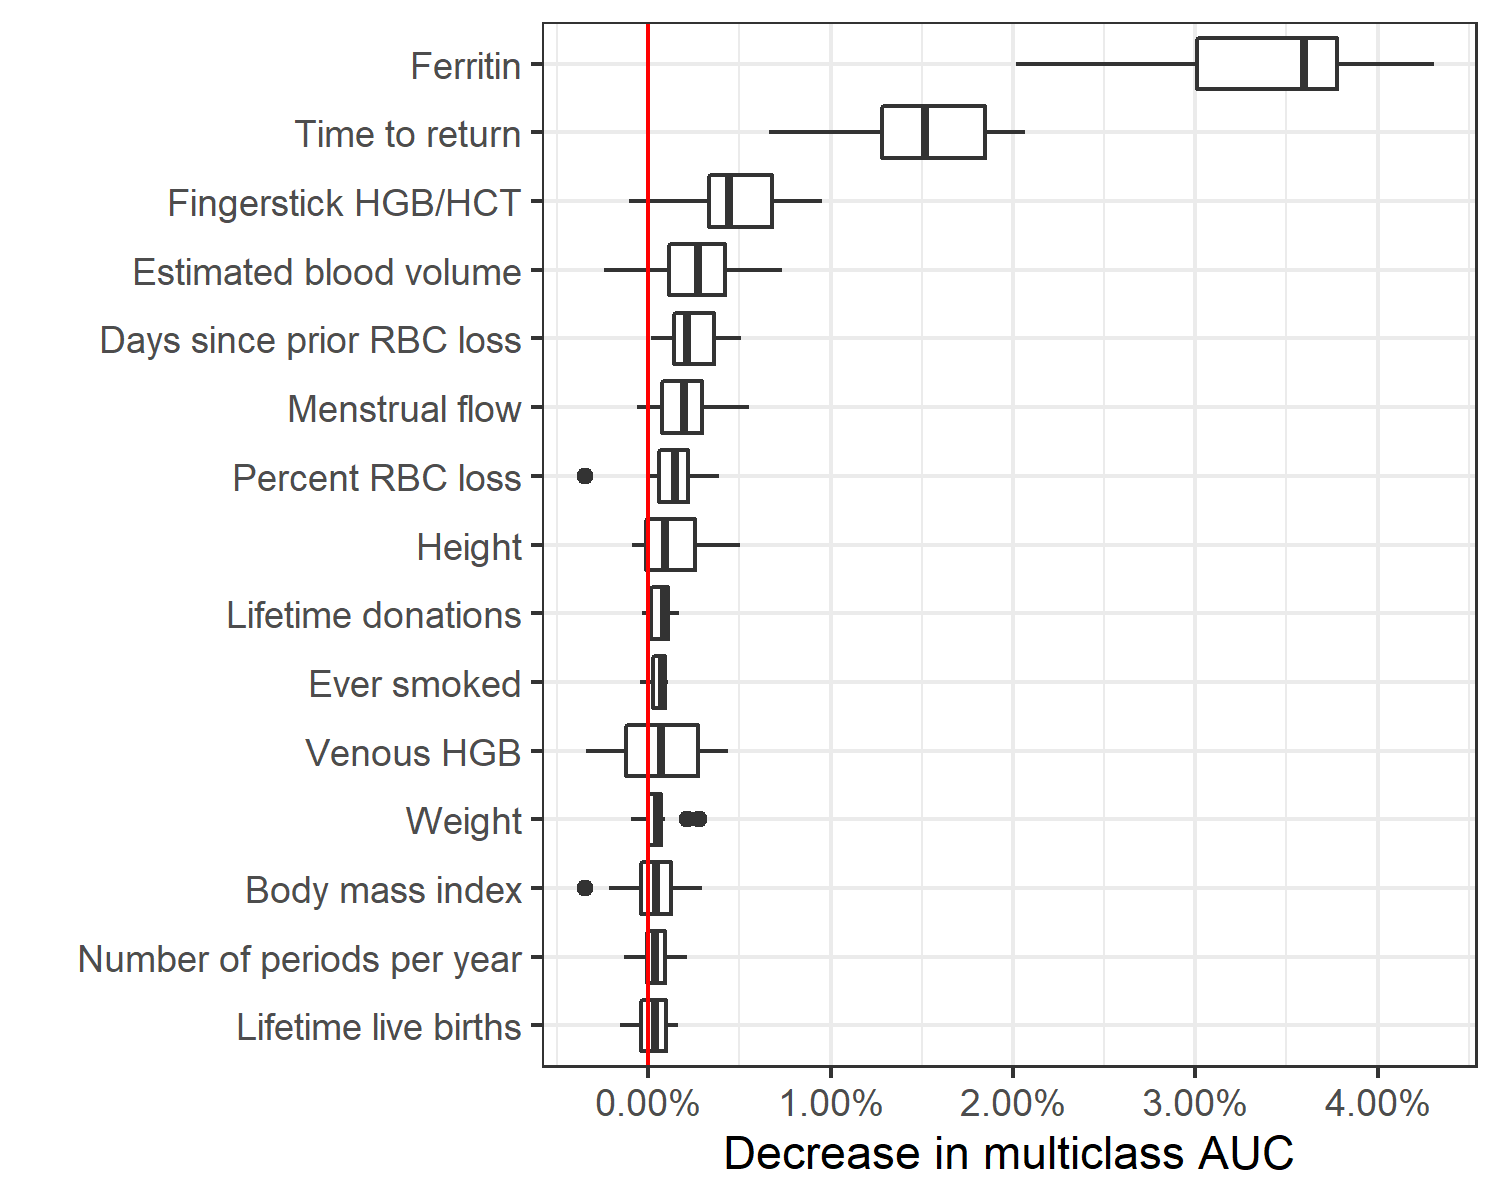 Ferritin
Time to return
Fingerstick HGB/HCT
Estimated blood volume
Days since prior RBC loss
Menstrual flow
Percent RBC loss
Height
Lifetime donations
Ever smoked
Venous HGB
Weight
Body mass index
Number of periods per year
Lifetime live births
0.00% 1.00% 2.00% 3.00% 4.00%
Decrease in multiclass AUC